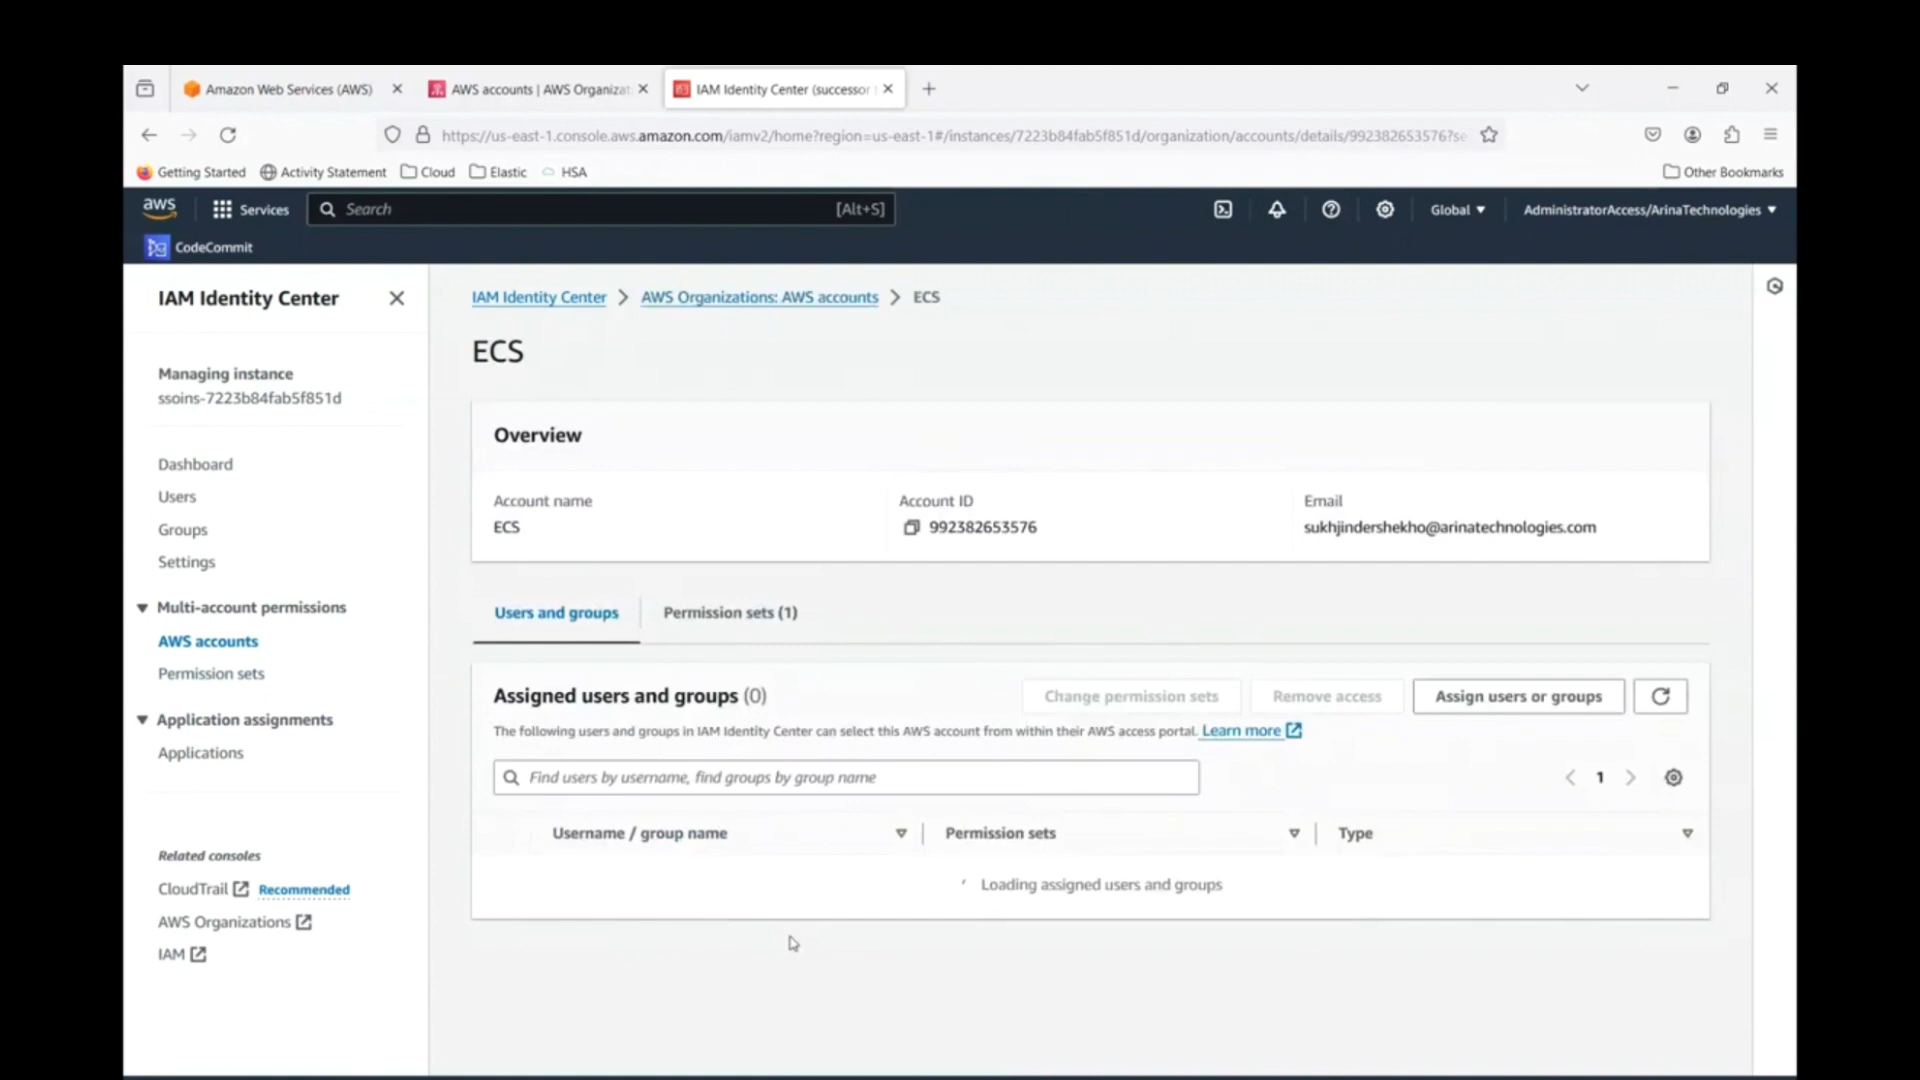 Amazon Web Services (AWS)
AWS accounts | AWS Organizat
IAM Identity Center (successor
https://us-east-1.console.aws.amazon.com/iamv2/home?region=us-east-1#/instances/7223b84fab5f851d/organization/accounts/details/992382653576?se
Getting Started
Activity Statement
Cloud
Elastic
HSA
Other Bookmarks
aws
Services
Search
[Alt+S]
Global
AdministratorAccess/ArinaTechnologies
CodeCommit
IAM Identity Center
Managing instance
ssoins-7223b84fab5f851d
Dashboard
Users
Groups
Settings
Multi-account permissions
AWS accounts
Permission sets
Application assignments
Applications
Related consoles
CloudTrail Recommended
AWS Organizations
IAM
IAM Identity Center > AWS Organizations: AWS accounts > ECS
ECS
Overview
Account name
ECS
Account ID
992382653576
Email
sukhjindershekho@arinatechnologies.com
Users and groups
Permission sets (1)
Assigned users and groups (0)
Change permission sets
Remove access
Assign users or groups
The following users and groups in IAM Identity Center can select this AWS account from within their AWS access portal. Learn more
Find users by username, find groups by group name
1
Username / group name
Permission sets
Type
Loading assigned users and groups